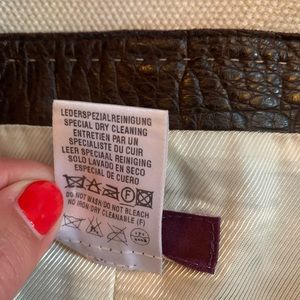 LEDERSPEZIALREINIGUNG
SPECIAL DRY CLEANING
ENTRETIEN PAR UN
SPECIALISTE DU CUIR
LEER SPECIAAL REINIGING
SOLO LAVADO EN SECO
ESPECIAL DE CUERO
F
DO NOT WASH DO NOT BLEACH
NO IRON DRY CLEANABLE (F)